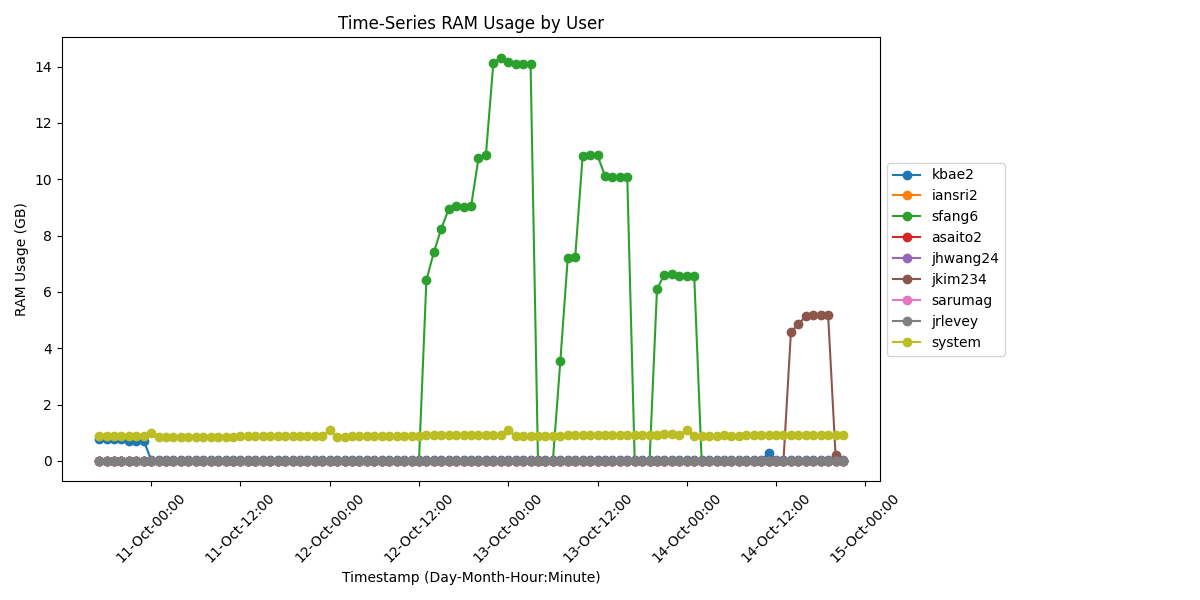 Time-Series RAM Usage by User
RAM Usage (GB)
14
12
10
8
6
4
2
0
11-Oct-00:00
11-Oct-12:00
12-Oct-00:00
12-Oct-12:00
13-Oct-00:00
13-Oct-12:00
14-Oct-00:00
14-Oct-12:00
15-Oct-00:00
Timestamp (Day-Month-Hour:Minute)
kbae2
iansri2
sfang6
asaito2
jhwang24
jkim234
sarumag
jrlevey
system